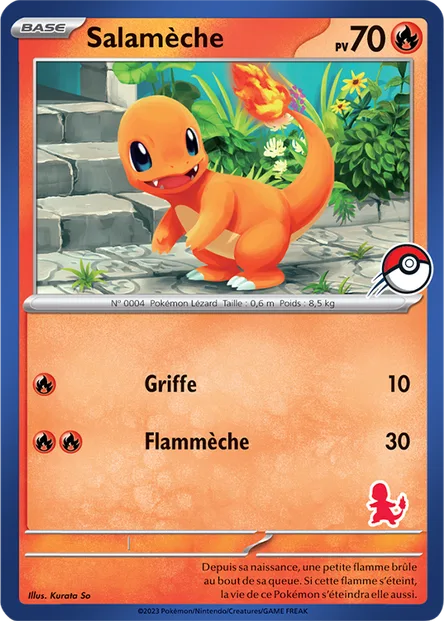 BASE
Salamèche
PV 70
N° 0004 Pokémon Lézard Taille : 0,6 m Poids : 8,5 kg
Griffe 10
Flammèche 30
Depuis sa naissance, une petite flamme brûle
au bout de sa queue. Si cette flamme s'éteint,
la vie de ce Pokémon s'éteindra elle aussi.
Illus. Kurata So
©2023 Pokémon/Nintendo/Creatures/GAME FREAK